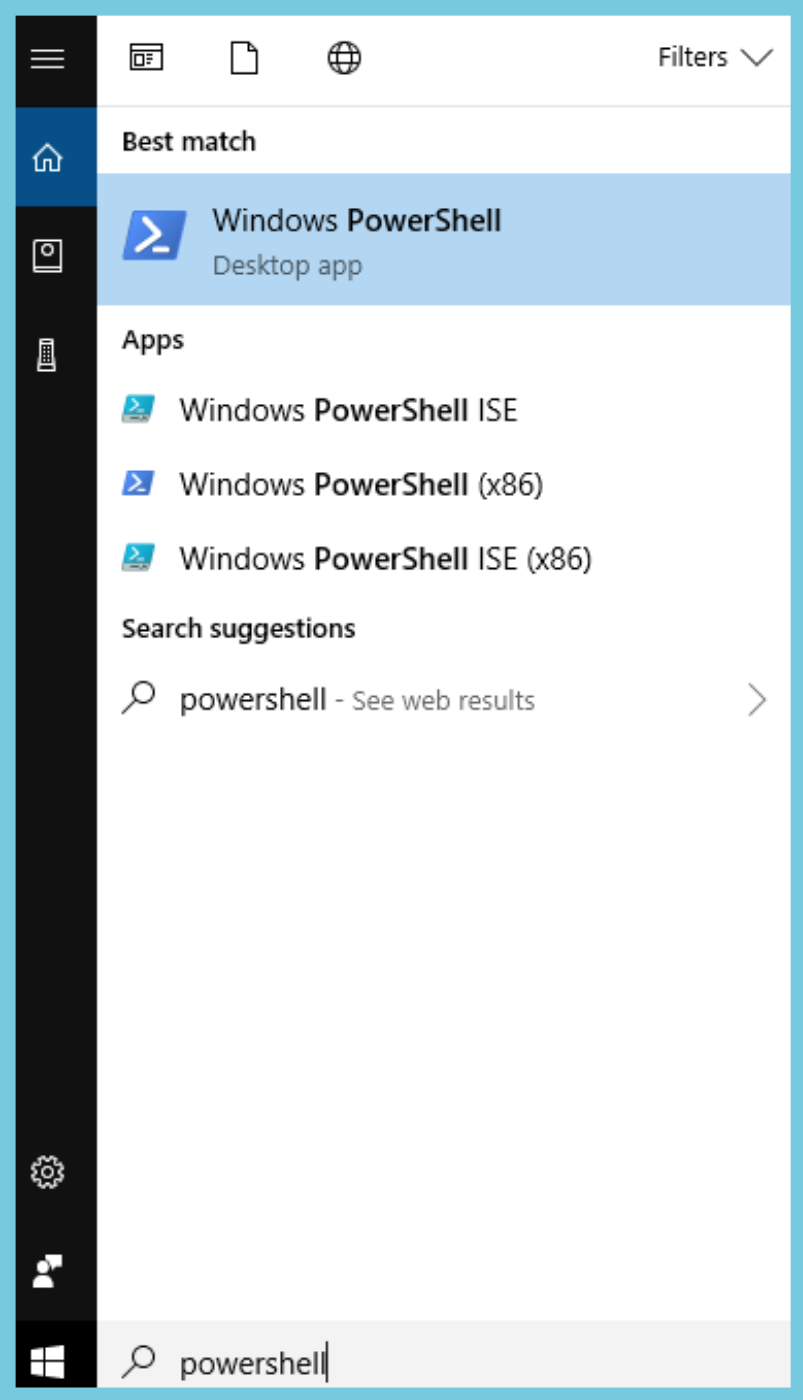 Filters
Best match
Windows PowerShell
Desktop app
Apps
Windows PowerShell ISE
Windows PowerShell (x86)
Windows PowerShell ISE (x86)
Search suggestions
powershell - See web results
powershell